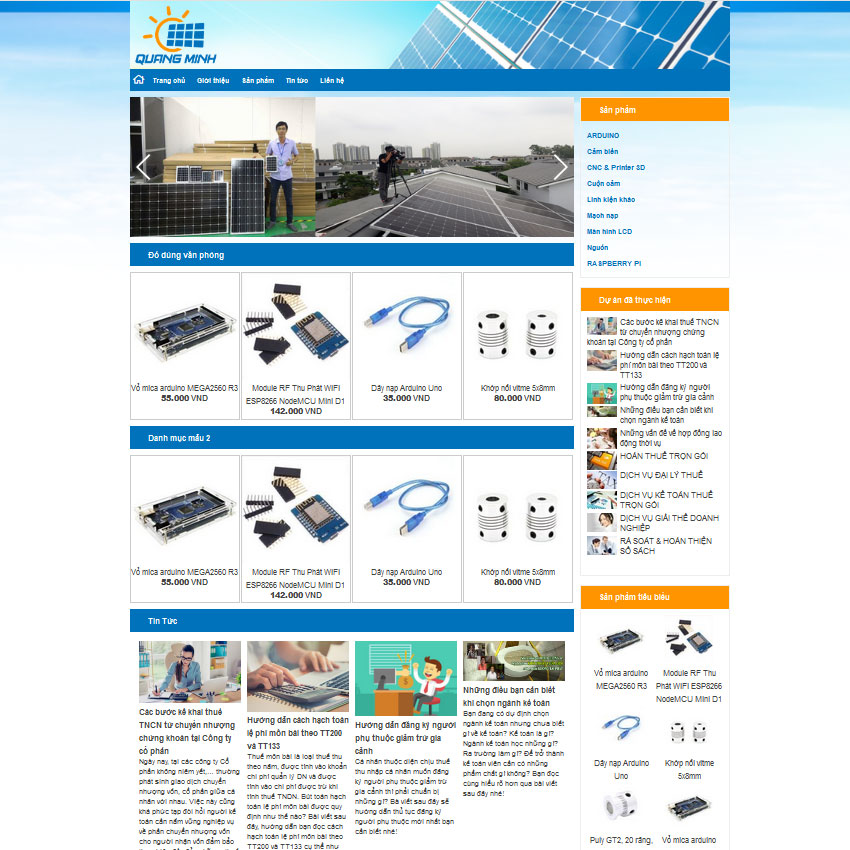 QUANG MINH
Trang chủ Giới thiệu Sản phẩm Tin tức Liên hệ
Đồ dùng văn phòng
Vỏ mica arduino MEGA2560 R3
55.000 VND
Module RF Thu Phát WIFI
ESP8266 NodeMCU Mini D1
142.000 VND
Dây nạp Arduino Uno
35.000 VND
Khớp nối vitme 5x8mm
80.000 VND
Danh mục mẫu 2
Vỏ mica arduino MEGA2560 R3
55.000 VND
Module RF Thu Phát WIFI
ESP8266 NodeMCU Mini D1
142.000 VND
Dây nạp Arduino Uno
35.000 VND
Khớp nối vitme 5x8mm
80.000 VND
Tin Tức
Các bước kê khai thuế
TNCN từ chuyển nhượng
chứng khoán tại Công ty
cổ phần
Ngày nay, tại các công ty Cổ
phần không niêm yết,... thường
phát sinh giao dịch chuyển
nhượng vốn, cổ phần giữa cá
nhân với nhau. Việc này cũng
khá phức tạp đòi hỏi người kế
toán cần nắm vững nghiệp vụ
về phần chuyển nhượng vốn
cho người nhận vốn đảm bảo
Hướng dẫn cách hạch toán
lệ phí môn bài theo TT200
và TT133
Thuế môn bài là loại thuế thu
theo năm, được tính vào khoản
chi phí quản lý DN và được
tính vào chi phí được trừ khi
tính thuế TNDN. Bút toán hạch
toán lệ phí môn bài được quy
định như thế nào? Bài viết sau
đây, hướng dẫn bạn đọc cách
hạch toán lệ phí môn bài theo
TT200 và TT133 cụ thể như
Hướng dẫn đăng ký người
phụ thuộc giảm trừ gia
cảnh
Cá nhân thuộc diện chịu thuế
thu nhập cá nhân muốn đăng
ký người phụ thuộc giảm trừ
gia cảnh thì phải chuẩn bị
những gì? Bà viết sau đây sẽ
hướng dẫn thủ tục đăng ký
người phụ thuộc mới nhất bạn
cần biết nhé!
Những điều bạn cần biết
khi chọn ngành kế toán
Bạn đang có dự định chọn
ngành kế toán nhưng chưa biết
gì về kế toán? Kế toán là gì?
Ngành kế toán học những gì?
Ra trường làm gì? Để trở thành
kế toán viên cần có những
phẩm chất gì không? Bạn đọc
cùng hiểu rõ hơn qua bài viết
sau đây nhé!
Sản phẩm
ARDUINO
Cảm biến
CNC & Printer 3D
Cuộn cảm
Linh kiện khác
Mạch nạp
Màn hình LCD
Nguồn
RASPBERRY PI
Dự án đã thực hiện
Các bước kê khai thuế TNCN
từ chuyển nhượng chứng
khoán tại Công ty cổ phần
Hướng dẫn cách hạch toán lệ
phí môn bài theo TT200 và
TT133
Hướng dẫn đăng ký người
phụ thuộc giảm trừ gia cảnh
Những điều bạn cần biết khi
chọn ngành kế toán
Những vấn đề về hợp đồng lao
động thời vụ
HOÀN THUẾ TRỌN GÓI
DỊCH VỤ ĐẠI LÝ THUẾ
DỊCH VỤ KẾ TOÁN THUẾ
TRỌN GÓI
DỊCH VỤ GIẢI THỂ DOANH
NGHIỆP
RÀ SOÁT & HOÀN THIỆN
SỔ SÁCH
Sản phẩm tiêu biểu
Vỏ mica arduino
MEGA2560 R3
Module RF Thu
Phát WIFI ESP8266
NodeMCU Mini D1
Dây nạp Arduino
Uno
Khớp nối vitme
5x8mm
Puly GT2, 20 răng,
Vỏ mica arduino